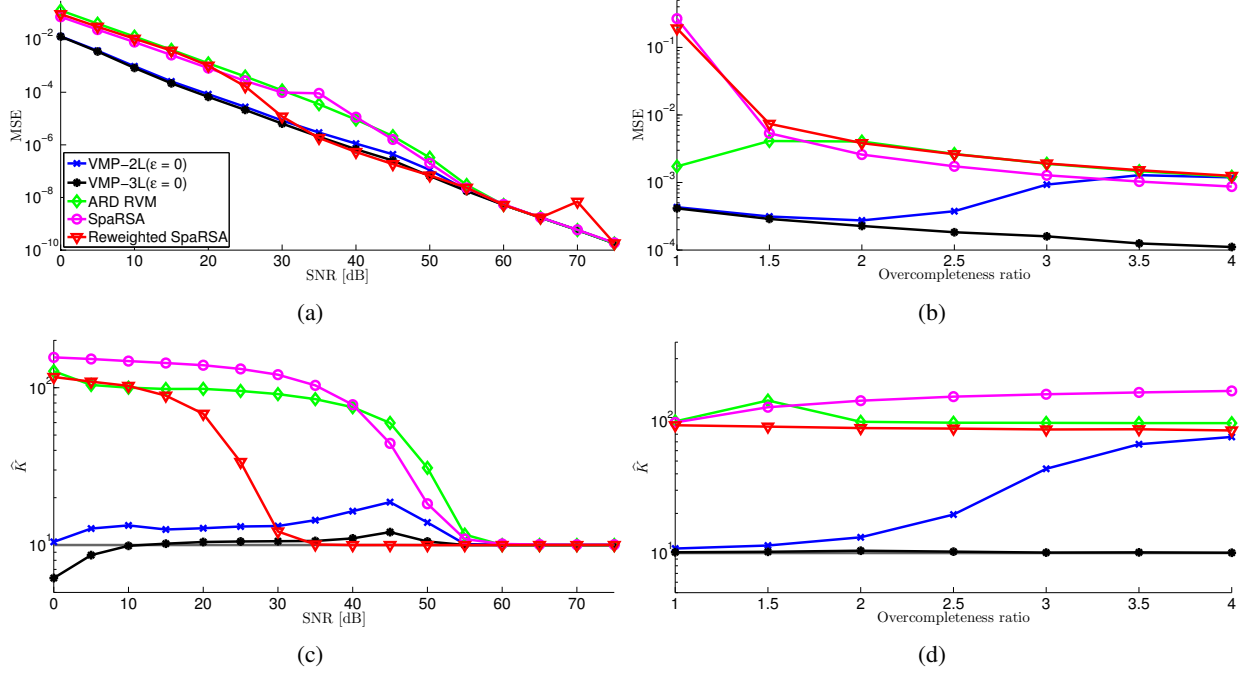 10^-2
10^-4
10^-6
10^-8
10^-10
MSE
VMP-2L(ε = 0)
VMP-3L(ε = 0)
ARD RVM
SpaRSA
Reweighted SpaRSA
0 10 20 30 40 50 60 70
SNR [dB]
(a)
10^-1
10^-2
10^-3
10^-4
MSE
1 1.5 2 2.5 3 3.5 4
Overcompleteness ratio
(b)
10^2
10^1
K̂
0 10 20 30 40 50 60 70
SNR [dB]
(c)
10^2
10^1
K̂
1 1.5 2 2.5 3 3.5 4
Overcompleteness ratio
(d)